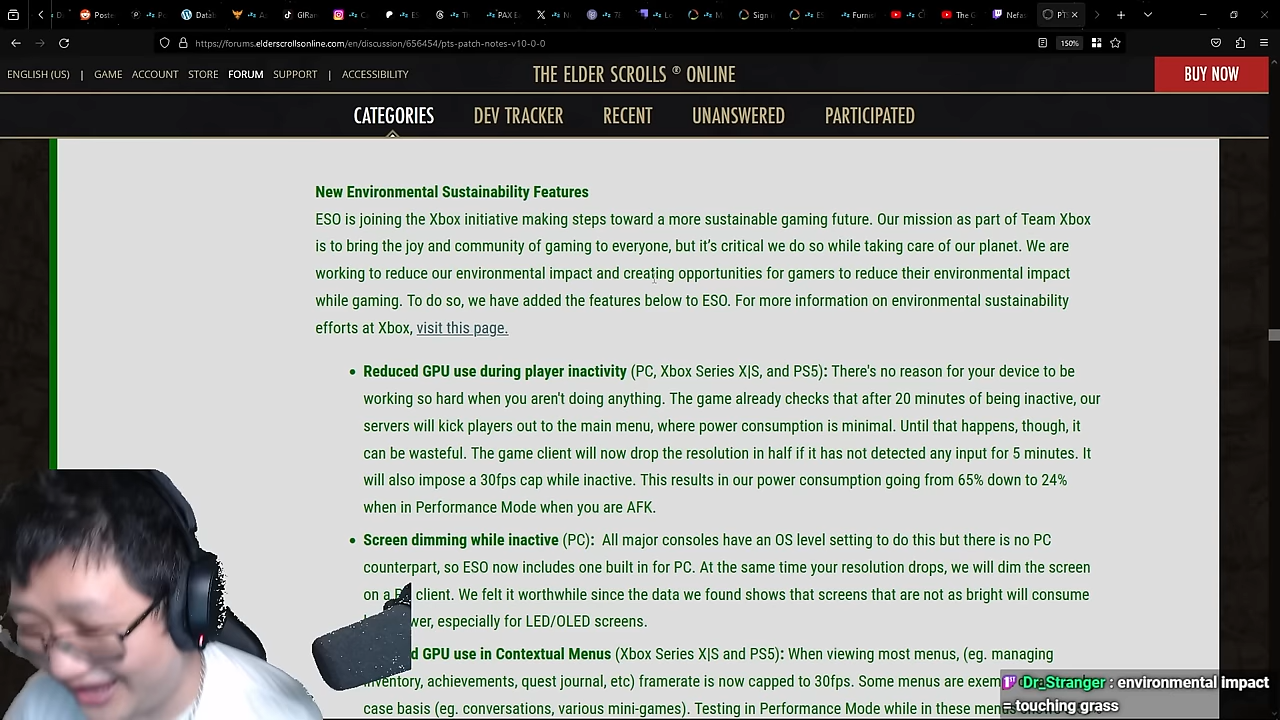 Poste
Po
Datab
GIRan
ES
PAX E
Sign i
ES
Furnis
The G
Nefas
PT
https://forums.elderscrollsonline.com/en/discussion/656454/pts-patch-notes-v10-0-0
150%
ENGLISH (US) | GAME ACCOUNT STORE FORUM SUPPORT | ACCESSIBILITY
THE ELDER SCROLLS ® ONLINE
BUY NOW
CATEGORIES DEV TRACKER RECENT UNANSWERED PARTICIPATED
New Environmental Sustainability Features
ESO is joining the Xbox initiative making steps toward a more sustainable gaming future. Our mission as part of Team Xbox
is to bring the joy and community of gaming to everyone, but it's critical we do so while taking care of our planet. We are
working to reduce our environmental impact and creating opportunities for gamers to reduce their environmental impact
while gaming. To do so, we have added the features below to ESO. For more information on environmental sustainability
efforts at Xbox, visit this page.
• Reduced GPU use during player inactivity (PC, Xbox Series X|S, and PS5): There's no reason for your device to be
working so hard when you aren't doing anything. The game already checks that after 20 minutes of being inactive, our
servers will kick players out to the main menu, where power consumption is minimal. Until that happens, though, it
can be wasteful. The game client will now drop the resolution in half if it has not detected any input for 5 minutes. It
will also impose a 30fps cap while inactive. This results in our power consumption going from 65% down to 24%
when in Performance Mode when you are AFK.
• Screen dimming while inactive (PC): All major consoles have an OS level setting to do this but there is no PC
counterpart, so ESO now includes one built in for PC. At the same time your resolution drops, we will dim the screen
on a client. We felt it worthwhile since the data we found shows that screens that are not as bright will consume
wer, especially for LED/OLED screens.
d GPU use in Contextual Menus (Xbox Series X|S and PS5): When viewing most menus, (eg. managing
inventory, achievements, quest journal, etc) framerate is now capped to 30fps. Some menus are exem
case basis (eg. conversations, various mini-games). Testing in Performance Mode while in these men
Dr_Stranger : environmental impact
= touching grass